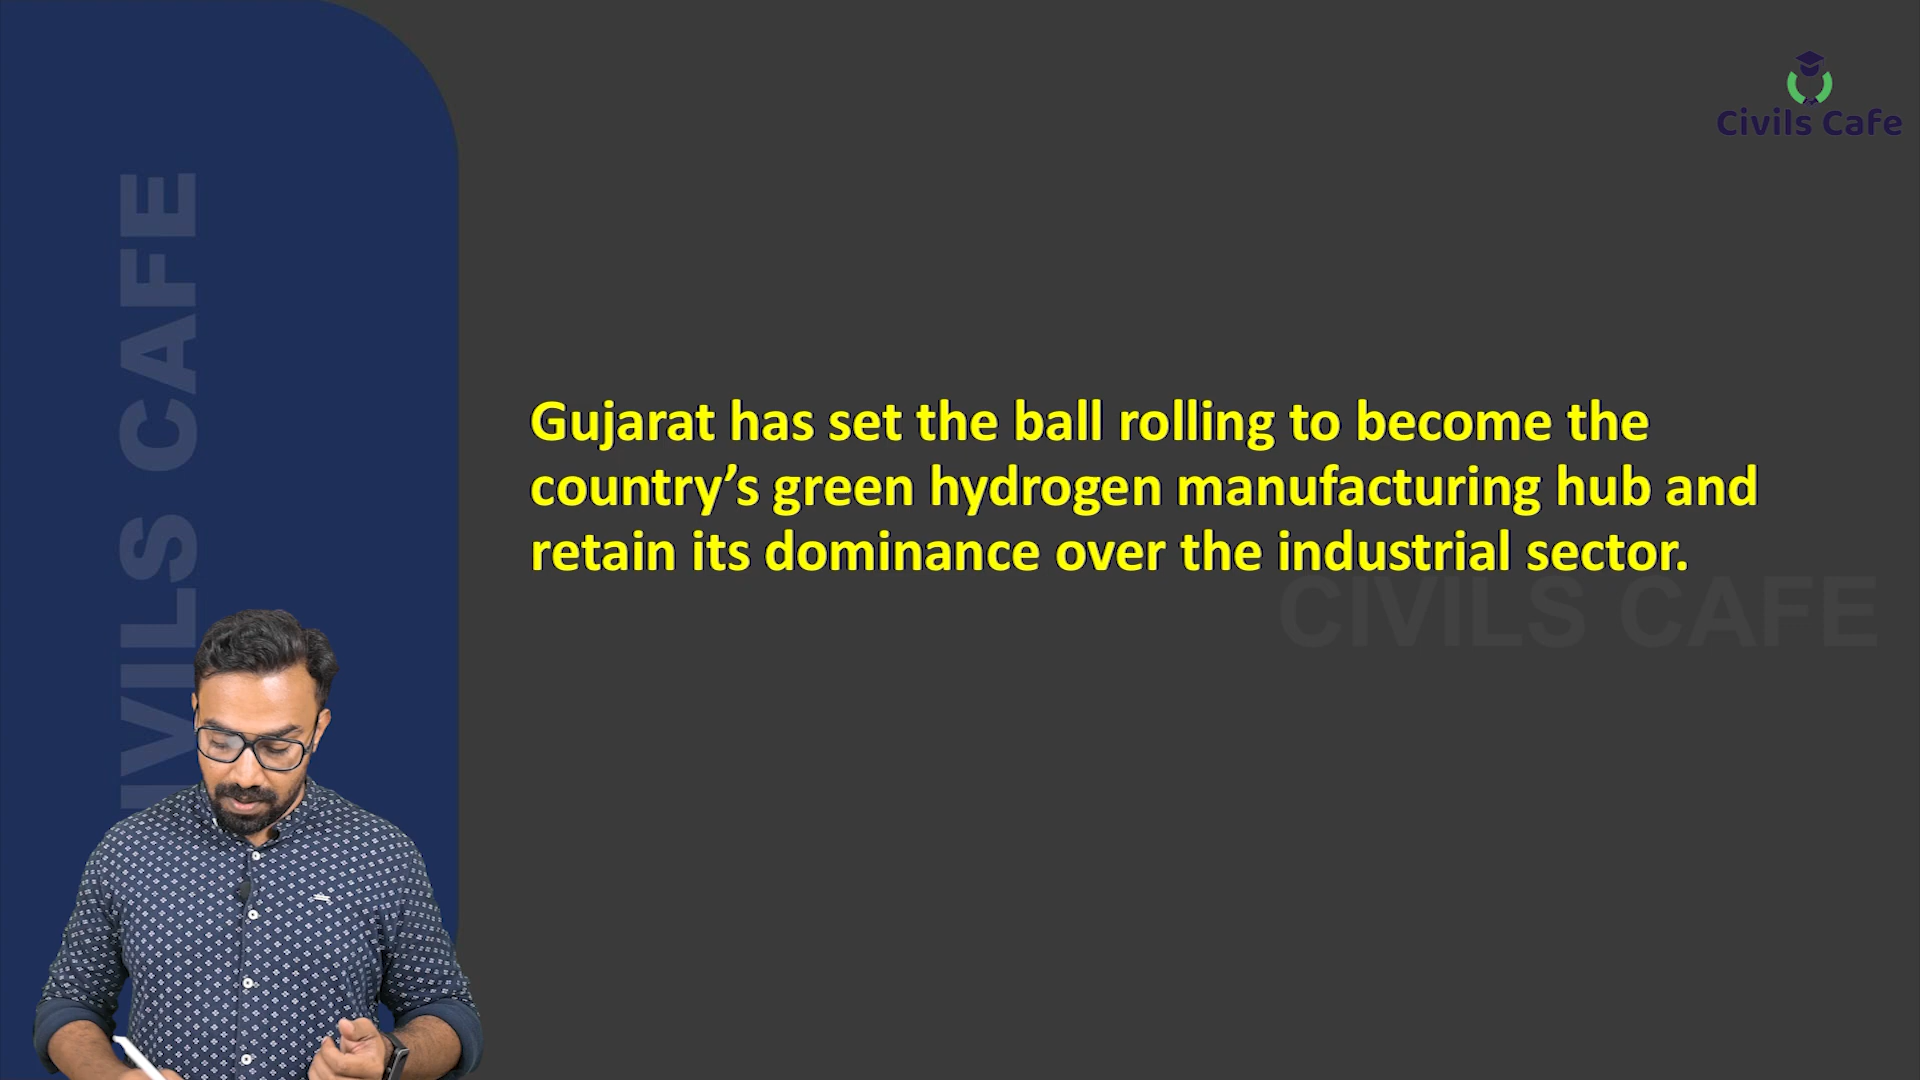 Civils Cafe
Gujarat has set the ball rolling to become the
country’s green hydrogen manufacturing hub and
retain its dominance over the industrial sector.
CIVILS CAFE
IVILS CAFE